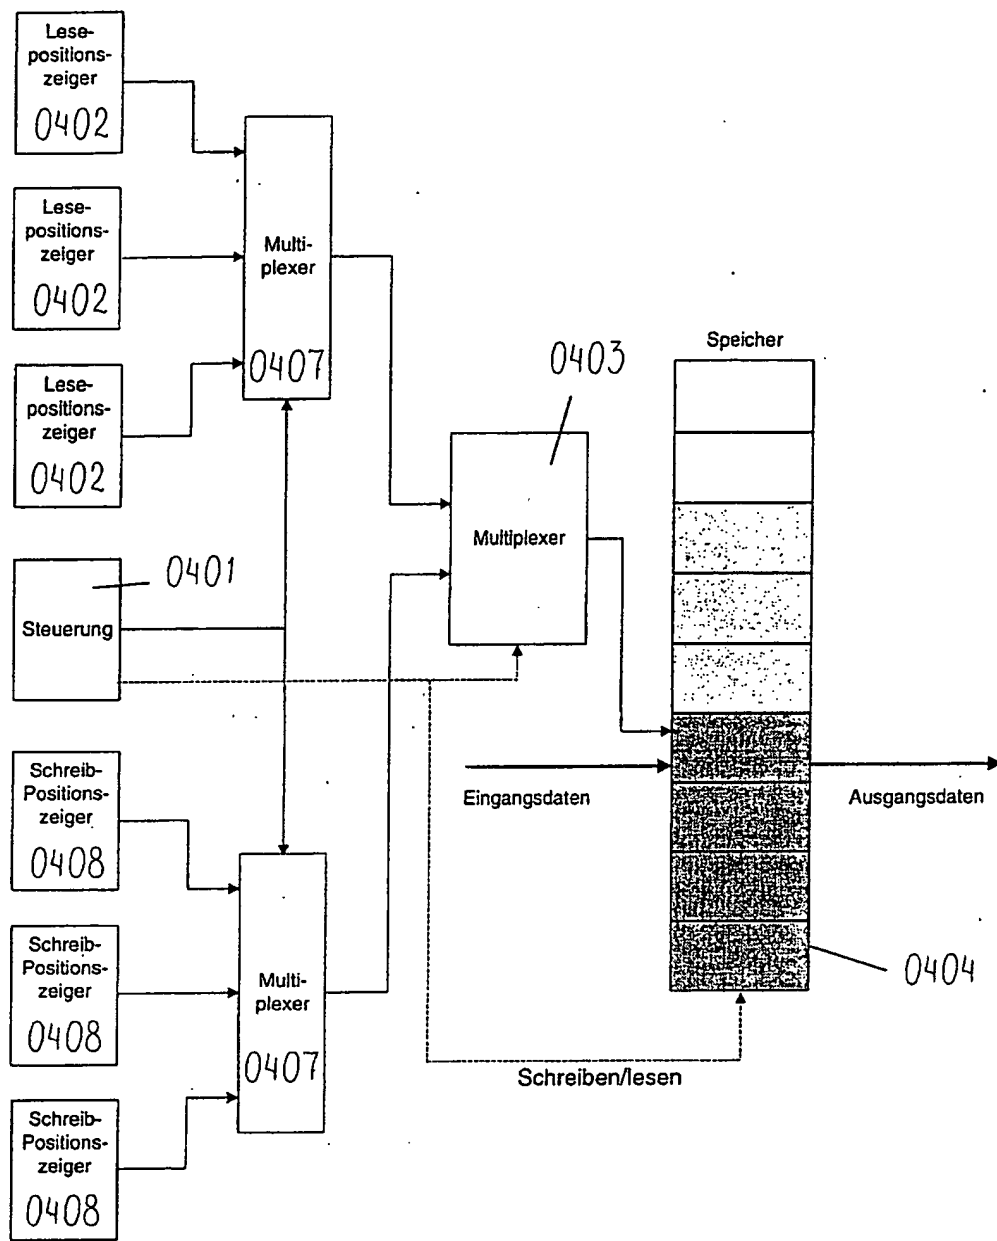 Lese-
positions-
zeiger
0402
Lese-
positions-
zeiger
0402
Lese-
positions-
zeiger
0402
Multi-
plexer
0407
0403
Multiplexer
Speicher
0401
Steuerung
Eingangsdaten
Ausgangsdaten
Schreib-
Positions-
zeiger
0408
Schreib-
Positions-
zeiger
0408
Schreib-
Positions-
zeiger
0408
Multi-
plexer
0407
0404
Schreiben/lesen